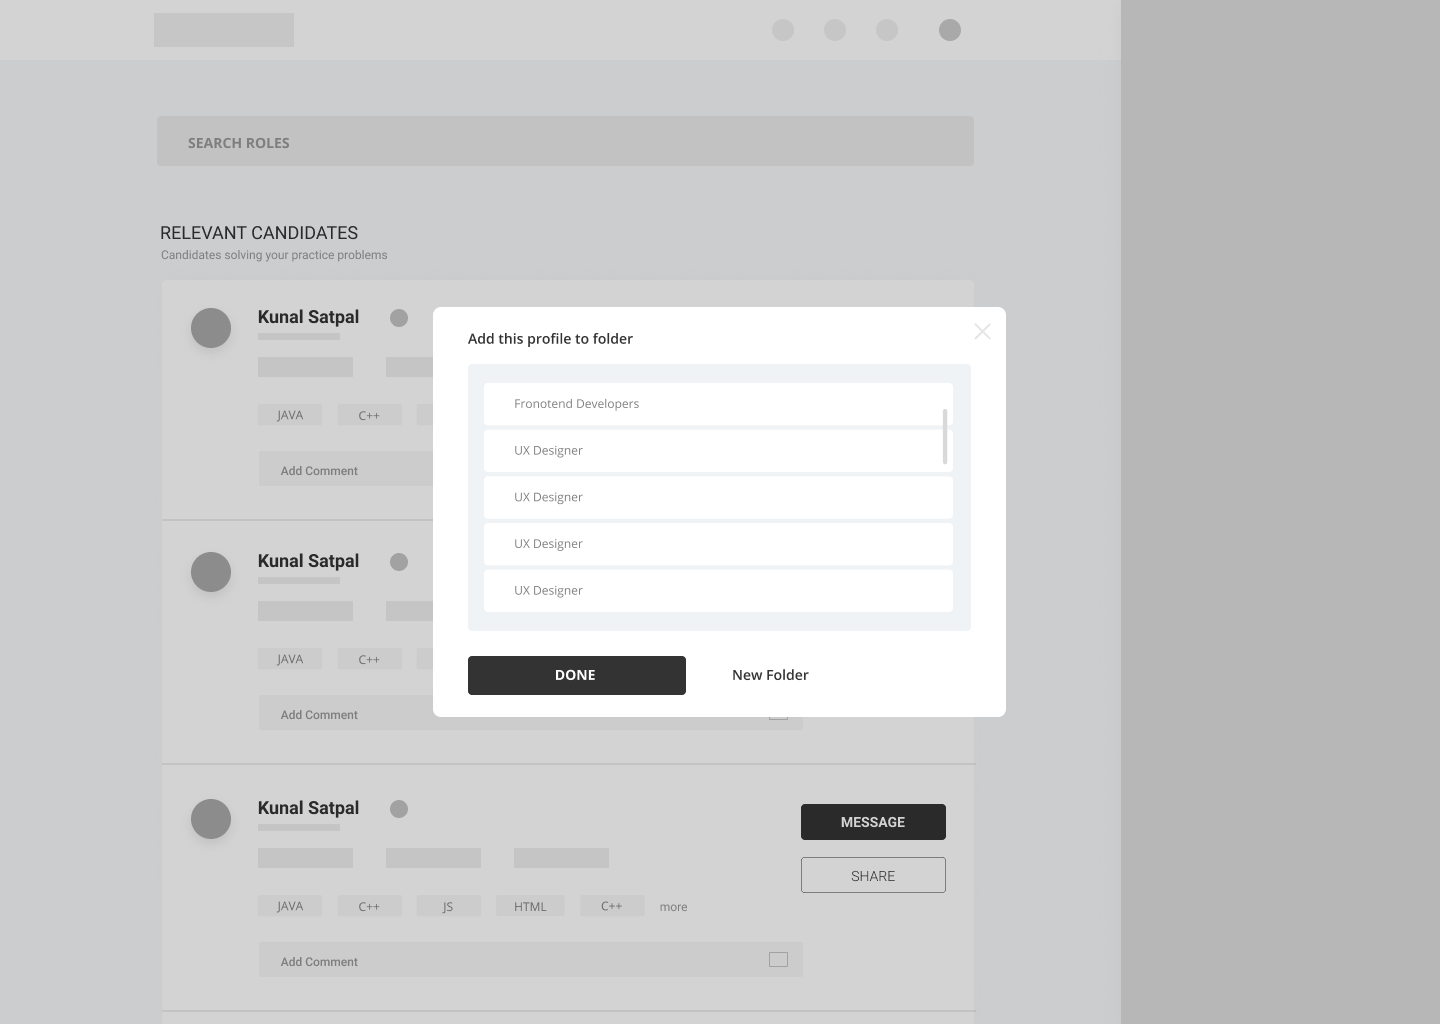 SEARCH ROLES
RELEVANT CANDIDATES
Candidates solving your practice problems
Kunal Satpal
JAVA C++
Add Comment
Add this profile to folder
Fronotend Developers
UX Designer
UX Designer
UX Designer
UX Designer
DONE New Folder
Kunal Satpal
JAVA C++
Add Comment
Kunal Satpal
MESSAGE
SHARE
JAVA C++ JS HTML C++ more
Add Comment